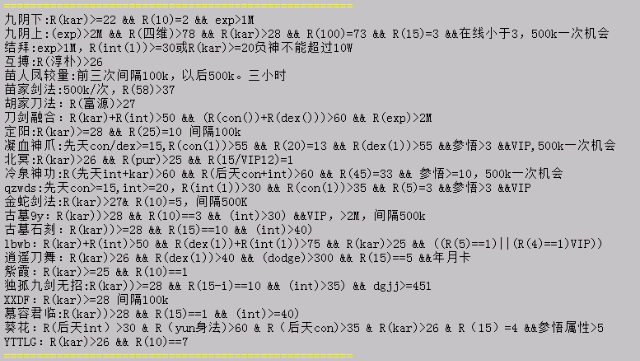 ==================================================
九阴下:R(kar)>=22 && R(10)=2 && exp>1M
九阴上:(exp)>2M && R(四维)>78 && R(kar)>28 && R(100)=73 && R(15)=3 &&在线小于3, 500k一次机会
结拜:exp>1M, R(int(1))>=30或R(kar)>=20负神不能超过10W
互搏:R(淳朴)>26
苗人凤较量:前三次间隔100k, 以后500k。三小时
苗家剑法:500k/次, R(58)>37
胡家刀法: R(富源)>27
刀剑融合: R(kar)+R(int)>50 && (R(con())+R(dex()))>60 && R(exp)>2M
定阳:R(kar)>=28 && R(25)=10 间隔100k
凝血神爪:先天con/dex>=15,R(con(1))>55 && R(20)=13 && R(dex(1))>55 &&参悟>3 &&VIP,500k一次机会
北冥:R(kar)>26 && R(pur)>25 && R(15/VIP12)=1
冷泉神功:R(先天int+kar)>60 && R(后天con+int)>60 && R(45)=33 && 参悟>=10, 500k一次机会
qzwds:先天con>=15,int>=20, R(int(1))>30 && R(con(1))>35 && R(5)=3 &&参悟>3 &&VIP
金蛇剑法:R(kar)>27& R(10)=5, 间隔500K
古墓9y: R(kar))>28 && R(10)==3 && (int)>30) &&VIP, >2M, 间隔500k
古墓石刻: R(kar))>=28 && R(15)==10 && (int)>40)
lbwb: R(kar)+R(int)>50 && R(dex(1))+R(int(1))>75 && R(kar)>25 && ((R(5)==1)||(R(4)==1)VIP))
逍遥刀舞: R(kar)>26 && R(dex(1))>40 && (dodge)>300 && R(15)==5 &&年月卡
紫霞: R(kar)>=25 && R(10)==1
独孤九剑无招:R(kar)>=28 && R(15-i)==10 && (int)>35) && dgjj>=451
XXDF: R(kar)>=28 间隔100k
慕容君临:R(kar))>28 && R(15)==1 && (int)>=40)
葵花: R(后天int) >30 & R (yun身法)>60 & R (后天con)>35 & R(kar)>26 & R (15) =4 &&参悟属性>5
YTTLG: R(kar)>26 && R(10)==7
==================================================